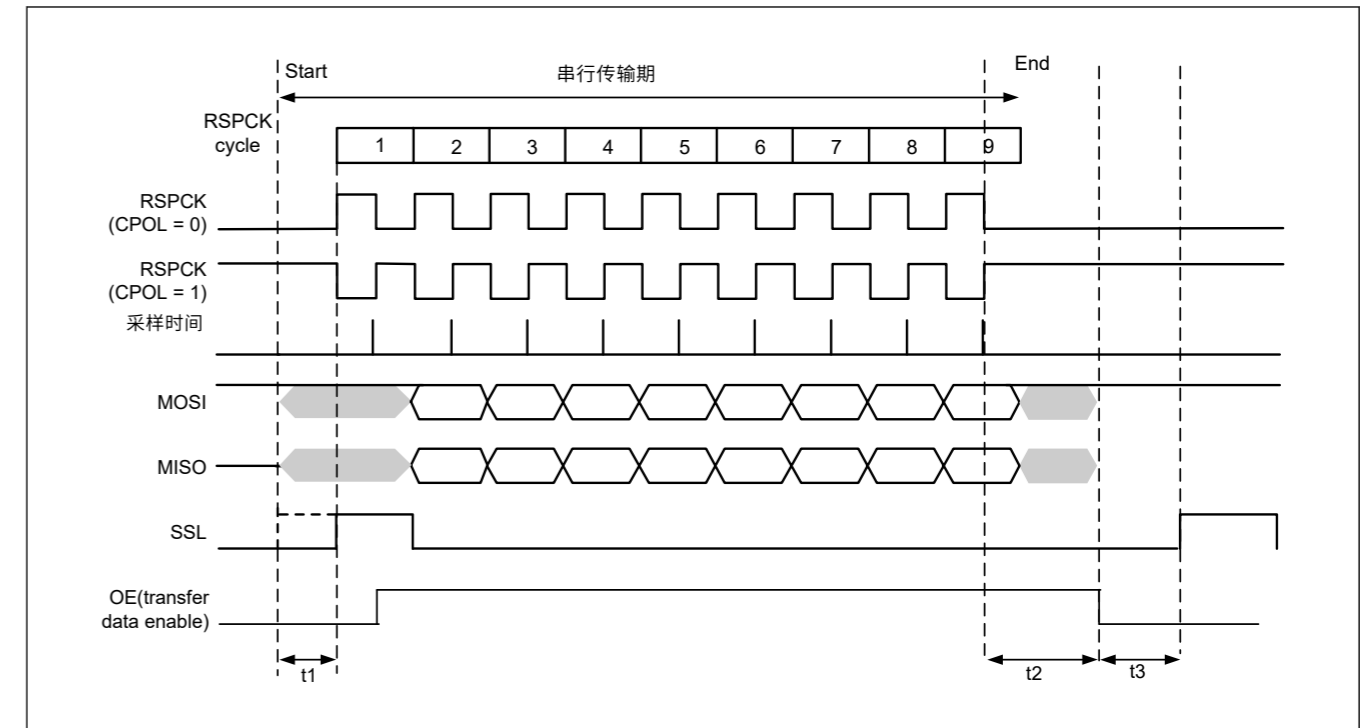 Start
串行传输期
End
RSPCK
cycle
1 2 3 4 5 6 7 8 9
RSPCK
(CPOL = 0)
RSPCK
(CPOL = 1)
采样时间
MOSI
MISO
SSL
OE(transfer
data enable)
t1
t2
t3